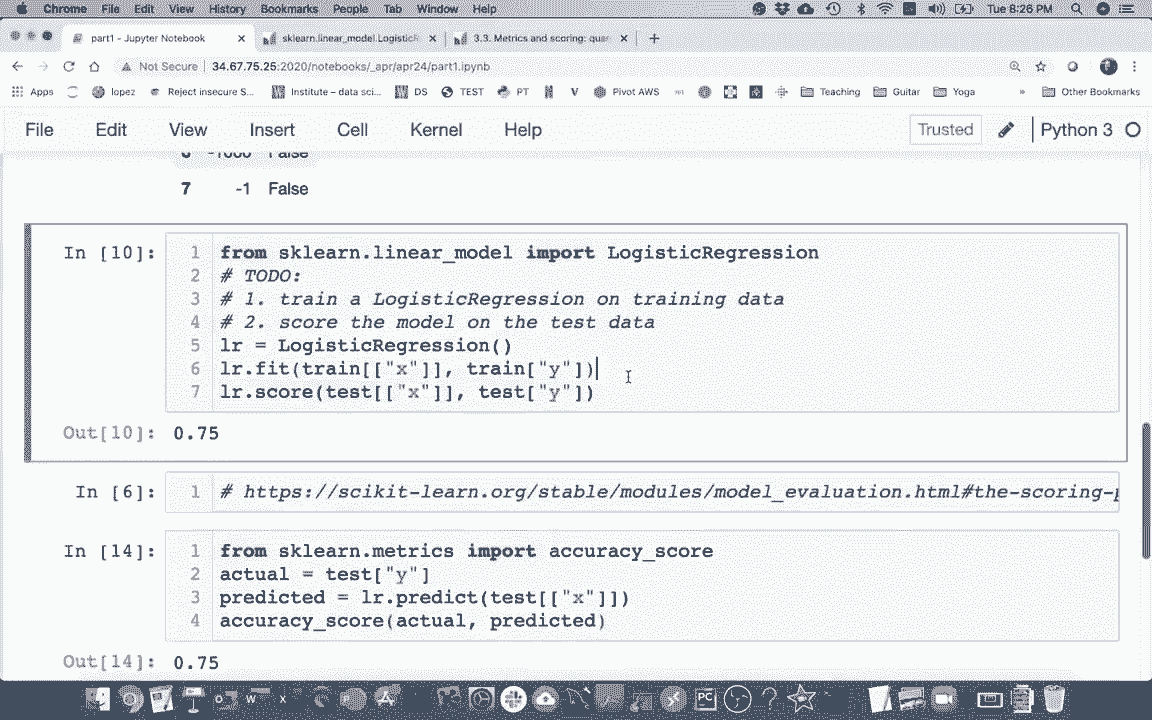 Chrome File Edit View History Bookmarks People Tab Window Help Tue 8:26 PM
part1 - Jupyter Notebook sklearn.linear_model.LogisticR 3.3. Metrics and scoring: quan
Not Secure 34.67.75.25:2020/notebooks/_apr/apr24/part1.ipynb
Apps lopez Reject insecure S... Institute – data sci... DS TEST PT V Pivot AWS Teaching Guitar Yoga » Other Bookmarks
File Edit View Insert Cell Kernel Help Trusted Python 3
6 -1000 False
7 -1 False
In [10]: 1 from sklearn.linear_model import LogisticRegression
2 # TODO:
3 # 1. train a LogisticRegression on training data
4 # 2. score the model on the test data
5 lr = LogisticRegression()
6 lr.fit(train[["x"]], train["y"])
7 lr.score(test[["x"]], test["y"])
Out[10]: 0.75
In [6]: 1 # https://scikit-learn.org/stable/modules/model_evaluation.html#the-scoring-p
In [14]: 1 from sklearn.metrics import accuracy_score
2 actual = test["y"]
3 predicted = lr.predict(test[["x"]])
4 accuracy_score(actual, predicted)
Out[14]: 0.75